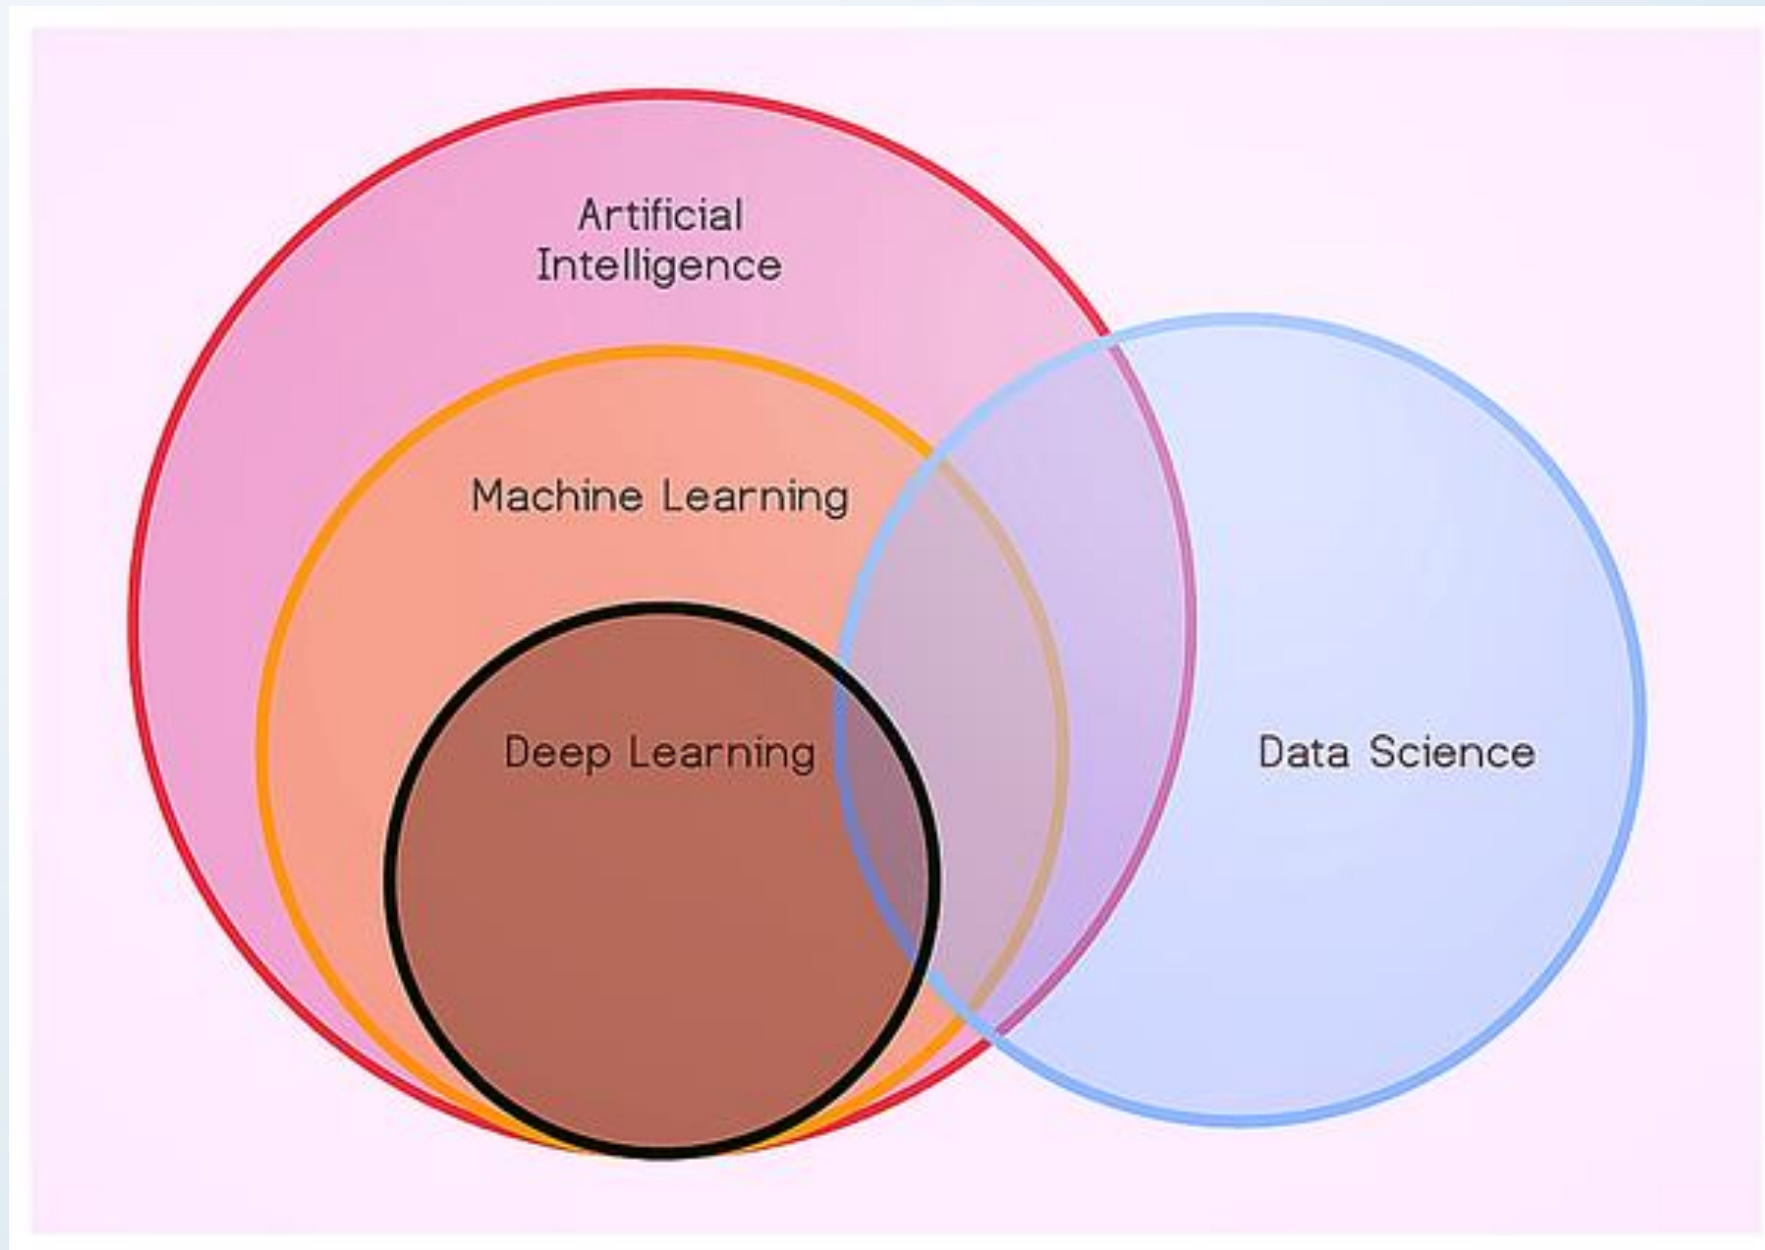 Artificial
Intelligence
Machine Learning
Deep Learning
Data Science